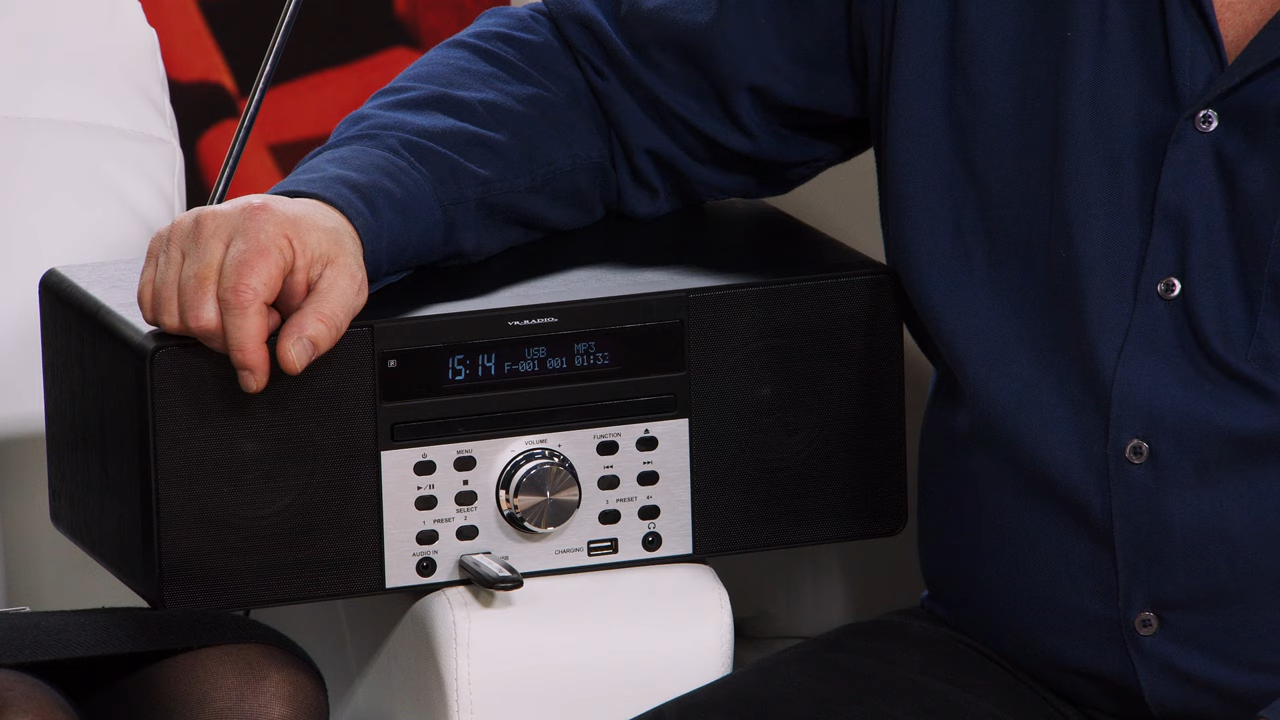 VR-RADIO
15:14 USB MP3
F-001 001 01:32
VOLUME
- +
FUNCTION
MENU
SELECT
1 PRESET 2
3 PRESET 4+
AUDIO IN
USB
CHARGING